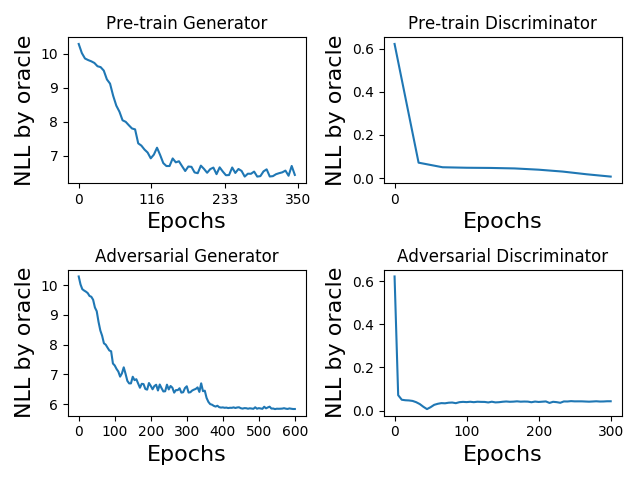 Pre-train Generator
NLL by oracle
10
9
8
7
0 116 233 350
Epochs
Pre-train Discriminator
NLL by oracle
0.6
0.4
0.2
0.0
0
Epochs
Adversarial Generator
NLL by oracle
10
9
8
7
6
0 100 200 300 400 500 600
Epochs
Adversarial Discriminator
NLL by oracle
0.6
0.4
0.2
0.0
0 100 200 300
Epochs